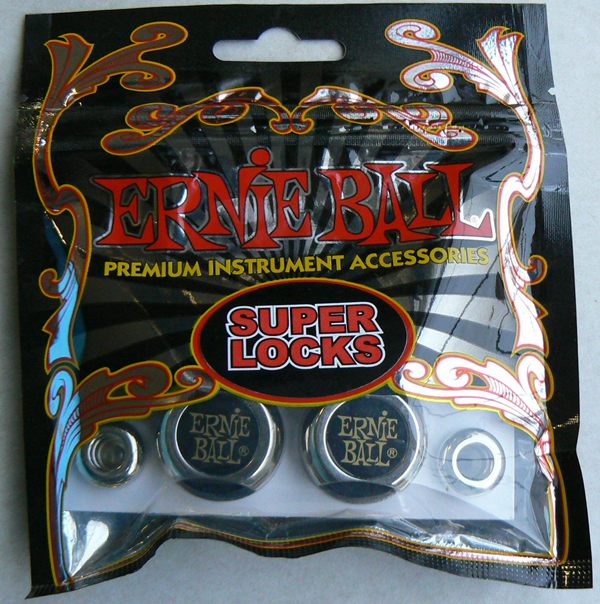 ERNIE BALL
PREMIUM INSTRUMENT ACCESSORIES
SUPER
LOCKS
ERNIE
BALL®
ERNIE
BALL®